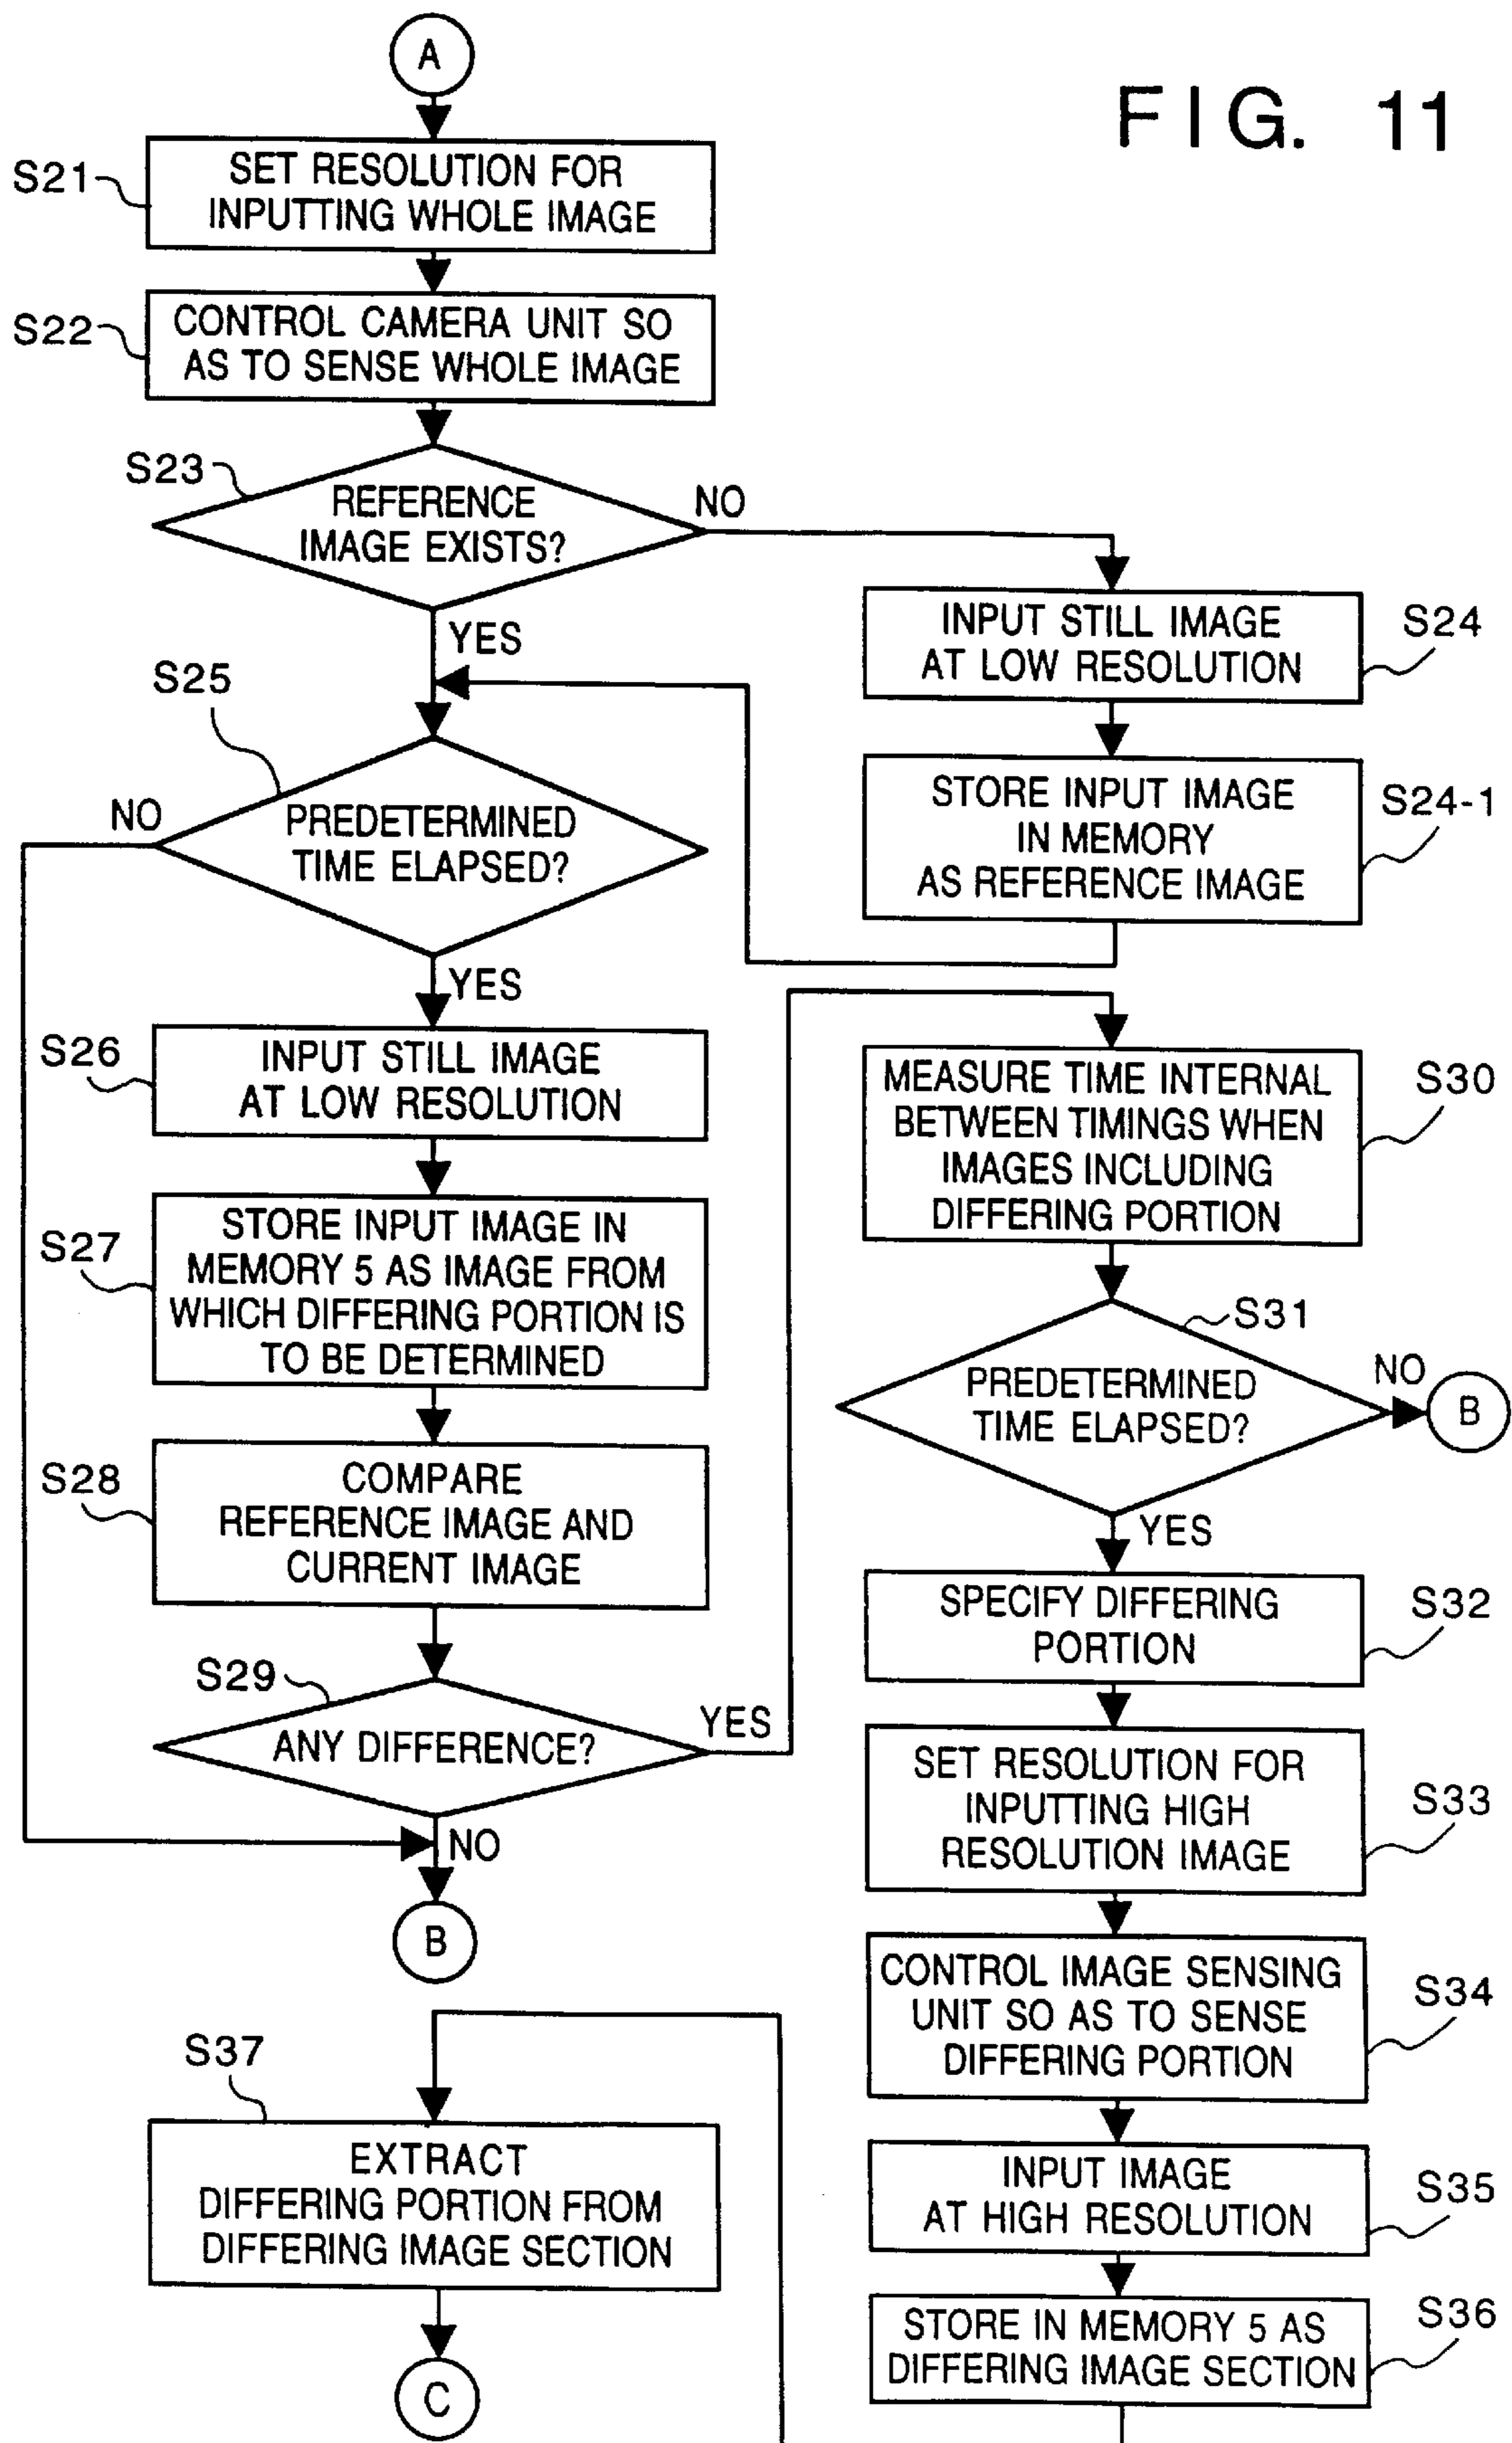 FIG. 11
A
S21
SET RESOLUTION FOR
INPUTTING WHOLE IMAGE
S22
CONTROL CAMERA UNIT SO
AS TO SENSE WHOLE IMAGE
S23
REFERENCE
IMAGE EXISTS?
NO
YES
S24
INPUT STILL IMAGE
AT LOW RESOLUTION
S24-1
STORE INPUT IMAGE
IN MEMORY
AS REFERENCE IMAGE
S25
PREDETERMINED
TIME ELAPSED?
NO
YES
S26
INPUT STILL IMAGE
AT LOW RESOLUTION
S27
STORE INPUT IMAGE IN
MEMORY 5 AS IMAGE FROM
WHICH DIFFERING PORTION IS
TO BE DETERMINED
S28
COMPARE
REFERENCE IMAGE AND
CURRENT IMAGE
S29
ANY DIFFERENCE?
YES
NO
B
S30
MEASURE TIME INTERNAL
BETWEEN TIMINGS WHEN
IMAGES INCLUDING
DIFFERING PORTION
S31
PREDETERMINED
TIME ELAPSED?
NO
B
YES
S32
SPECIFY DIFFERING
PORTION
S33
SET RESOLUTION FOR
INPUTTING HIGH
RESOLUTION IMAGE
S34
CONTROL IMAGE SENSING
UNIT SO AS TO SENSE
DIFFERING PORTION
S35
INPUT IMAGE
AT HIGH RESOLUTION
S36
STORE IN MEMORY 5 AS
DIFFERING IMAGE SECTION
S37
EXTRACT
DIFFERING PORTION FROM
DIFFERING IMAGE SECTION
C